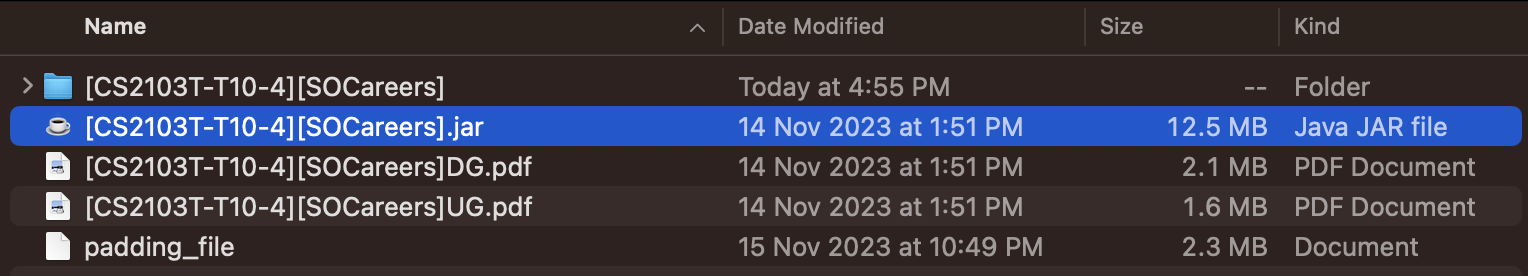 Name Date Modified Size Kind
[CS2103T-T10-4][SOCareers] Today at 4:55 PM -- Folder
[CS2103T-T10-4][SOCareers].jar 14 Nov 2023 at 1:51 PM 12.5 MB Java JAR file
[CS2103T-T10-4][SOCareers]DG.pdf 14 Nov 2023 at 1:51 PM 2.1 MB PDF Document
[CS2103T-T10-4][SOCareers]UG.pdf 14 Nov 2023 at 1:51 PM 1.6 MB PDF Document
padding_file 15 Nov 2023 at 10:49 PM 2.3 MB Document